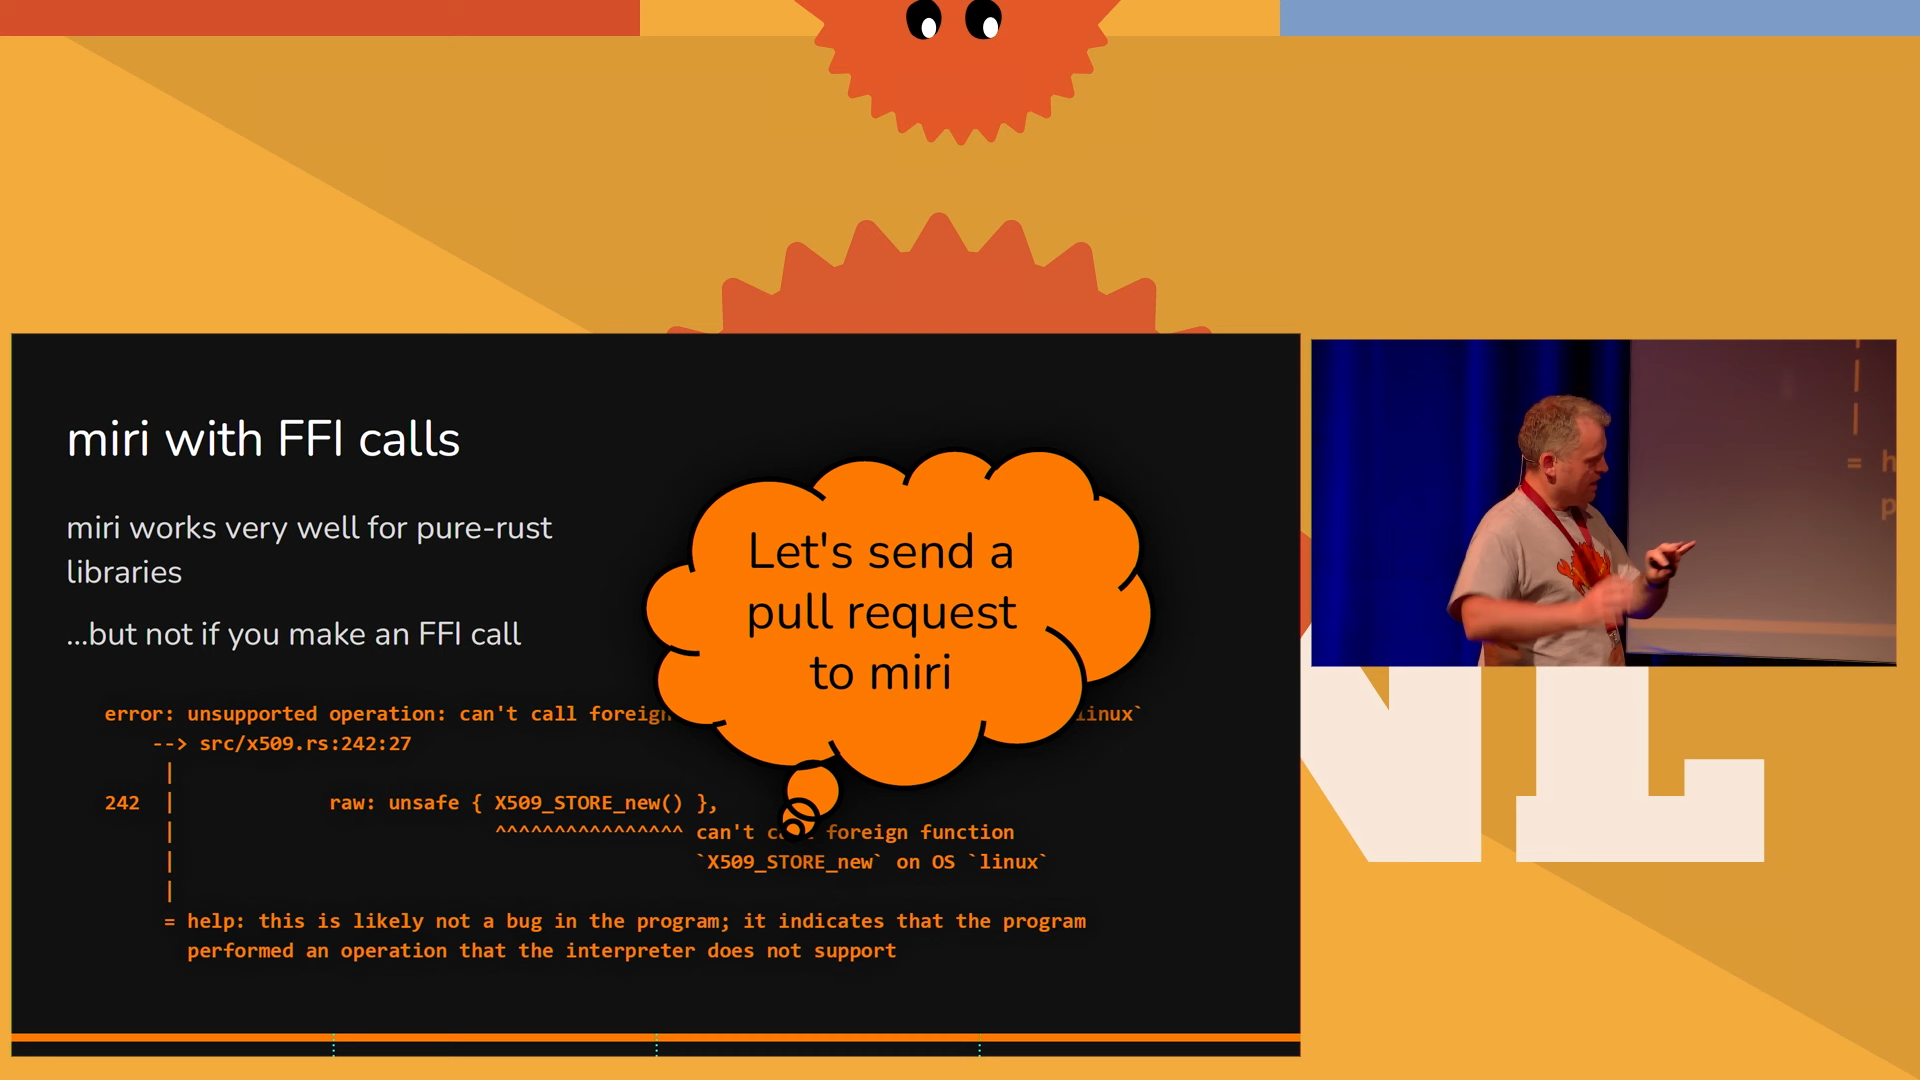 miri with FFI calls
miri works very well for pure-rust
libraries
...but not if you make an FFI call
Let's send a
pull request
to miri
error: unsupported operation: can't call foreign linux`
--> src/x509.rs:242:27
|
242 | raw: unsafe { X509_STORE_new() },
| ^^^^^^^^^^^^^^^^ can't foreign function
| `X509_STORE_new` on OS `linux`
|
= help: this is likely not a bug in the program; it indicates that the program
performed an operation that the interpreter does not support
= h
p
NL